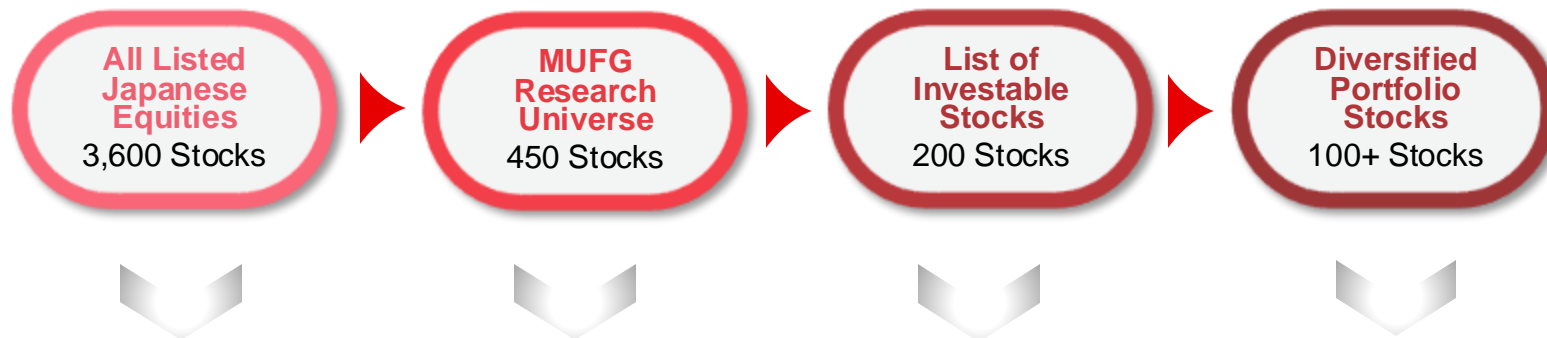 All Listed
Japanese
Equities
3,600 Stocks
MUFG
Research
Universe
450 Stocks
List of
Investable
Stocks
200 Stocks
Diversified
Portfolio
Stocks
100+ Stocks